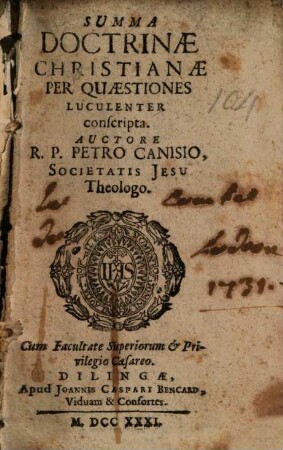 SUMMA
DOCTRINÆ
CHRISTIANÆ
PER QUÆSTIONES
LUCULENTER
conscripta.
AUCTORE
R. P. PETRO CANISIO,
SOCIETATIS JESU
Theologo.
104
1731.
IHS
Cum Facultate Superiorum & Pri-
vilegio Cæsareo.
DILINGÆ,
Apud JOANNIS CASPARI BENCARD,
Viduam & Consortes.
M. DCC XXXI.